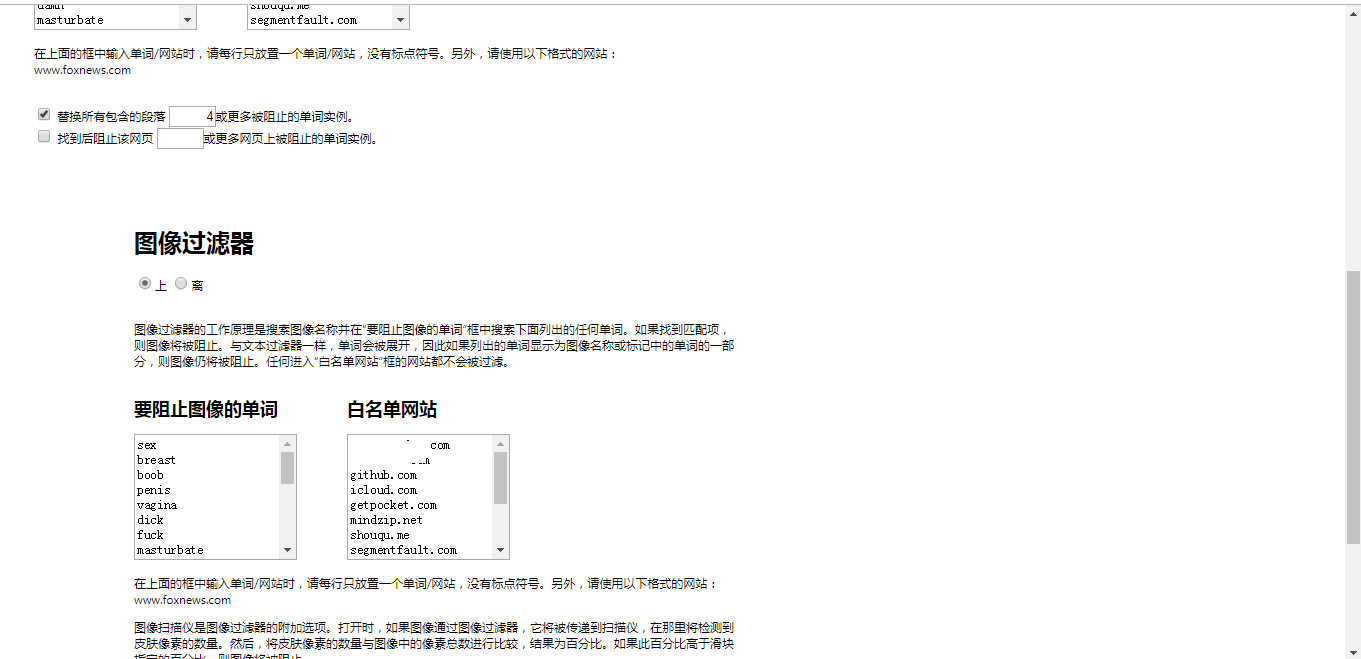 damn shouqu.me
masturbate segmentfault.com
在上面的框中输入单词/网站时，请每行只放置一个单词/网站，没有标点符号。另外，请使用以下格式的网站：
www.foxnews.com
替换所有包含的段落 4或更多被阻止的单词实例。
找到后阻止该网页 或更多网页上被阻止的单词实例。
图像过滤器
上 离
图像过滤器的工作原理是搜索图像名称并在“要阻止图像的单词”框中搜索下面列出的任何单词。如果找到匹配项，
则图像将被阻止。与文本过滤器一样，单词会被展开，因此如果列出的单词显示为图像名称或标记中的单词的一部
分，则图像仍将被阻止。任何进入“白名单网站”框的网站都不会被过滤。
要阻止图像的单词 白名单网站
sex com
breast
boob github.com
penis icloud.com
vagina getpocket.com
dick mindzip.net
fuck shouqu.me
masturbate segmentfault.com
在上面的框中输入单词/网站时，请每行只放置一个单词/网站，没有标点符号。另外，请使用以下格式的网站：
www.foxnews.com
图像扫描仪是图像过滤器的附加选项。打开时，如果图像通过图像过滤器，它将被传递到扫描仪，在那里将检测到
皮肤像素的数量。然后，将皮肤像素的数量与图像中的像素总数进行比较，结果为百分比。如果此百分比高于滑块
指定的百分比，则图像将被阻止